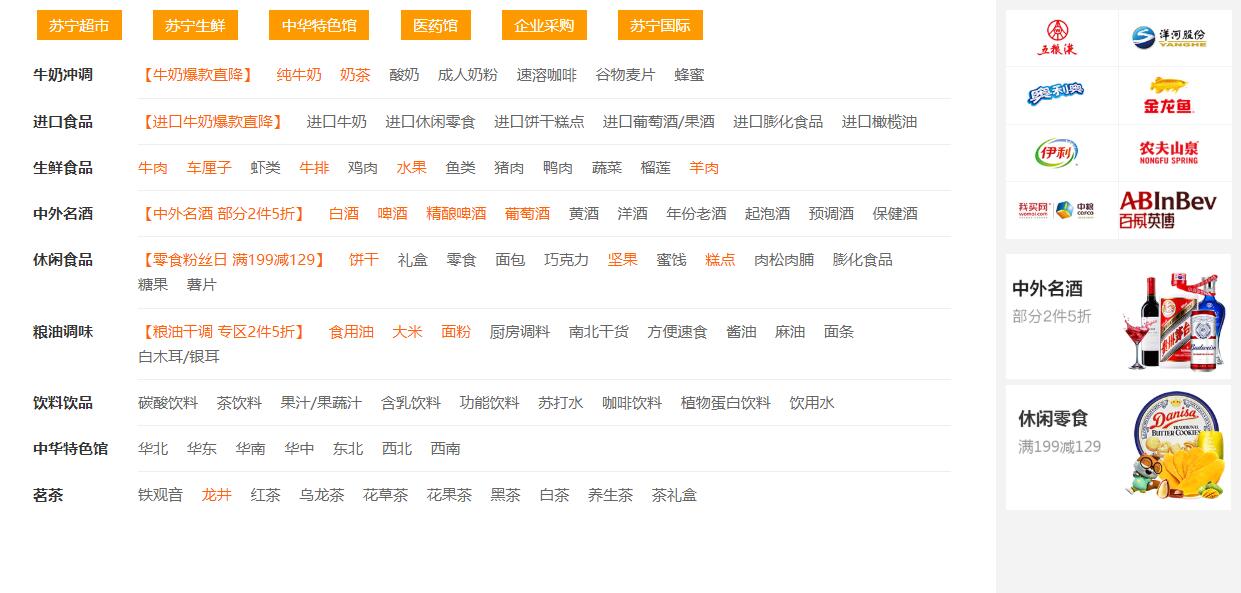 苏宁超市 苏宁生鲜 中华特色馆 医药馆 企业采购 苏宁国际
牛奶冲调 【牛奶爆款直降】 纯牛奶 奶茶 酸奶 成人奶粉 速溶咖啡 谷物麦片 蜂蜜
进口食品 【进口牛奶爆款直降】 进口牛奶 进口休闲零食 进口饼干糕点 进口葡萄酒/果酒 进口膨化食品 进口橄榄油
生鲜食品 牛肉 车厘子 虾类 牛排 鸡肉 水果 鱼类 猪肉 鸭肉 蔬菜 榴莲 羊肉
中外名酒 【中外名酒 部分2件5折】 白酒 啤酒 精酿啤酒 葡萄酒 黄酒 洋酒 年份老酒 起泡酒 预调酒 保健酒
休闲食品 【零食粉丝日 满199减129】 饼干 礼盒 零食 面包 巧克力 坚果 蜜饯 糕点 肉松肉脯 膨化食品
糖果 薯片
粮油调味 【粮油干调 专区2件5折】 食用油 大米 面粉 厨房调料 南北干货 方便速食 酱油 麻油 面条
白木耳/银耳
饮料饮品 碳酸饮料 茶饮料 果汁/果蔬汁 含乳饮料 功能饮料 苏打水 咖啡饮料 植物蛋白饮料 饮用水
中华特色馆 华北 华东 华南 华中 东北 西北 西南
茗茶 铁观音 龙井 红茶 乌龙茶 花草茶 花果茶 黑茶 白茶 养生茶 茶礼盒
五粮液 洋河股份
YANGHE
奥利奥 金龙鱼
伊利 农夫山泉
NONGFU SPRING
我买网 中粮
womai.com cofco
ABInBev
百威英博
中外名酒
部分2件5折
Budweiser
休闲零食
满199减129
Danisa
TRADITIONAL
BUTTER COOKIES